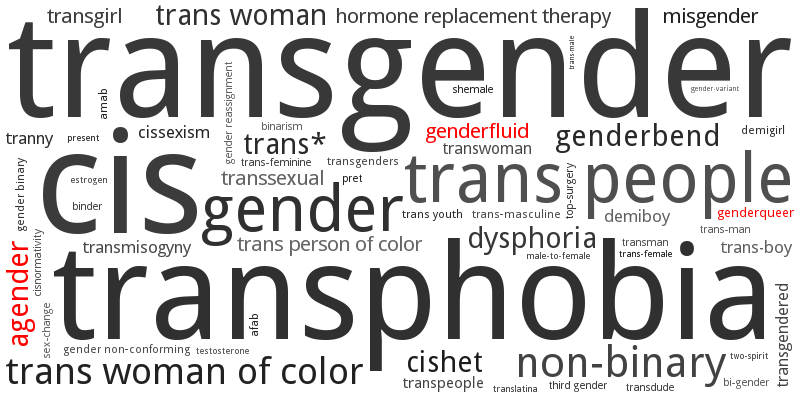 transgirl
trans woman
hormone replacement therapy
misgender
transgender
trans-male
shemale
gender-variant
amab
gender reassignment
tranny
present
cissexism
binarism
trans*
genderfluid
transwoman
genderbend
demigirl
trans-feminine
transgenders
cis
gender binary
estrogen
binder
transsexual
pret
gender
trans people
top-surgery
trans youth
trans-masculine
demiboy
genderqueer
trans-man
agender
cisnormativity
transmisogyny
trans person of color
dysphoria
male-to-female
transman
trans-female
trans-boy
transphobia
sex-change
afab
transgendered
gender non-conforming
testosterone
trans woman of color
cishet
transpeople
non-binary
two-spirit
bi-gender
translatina
third gender
transdude